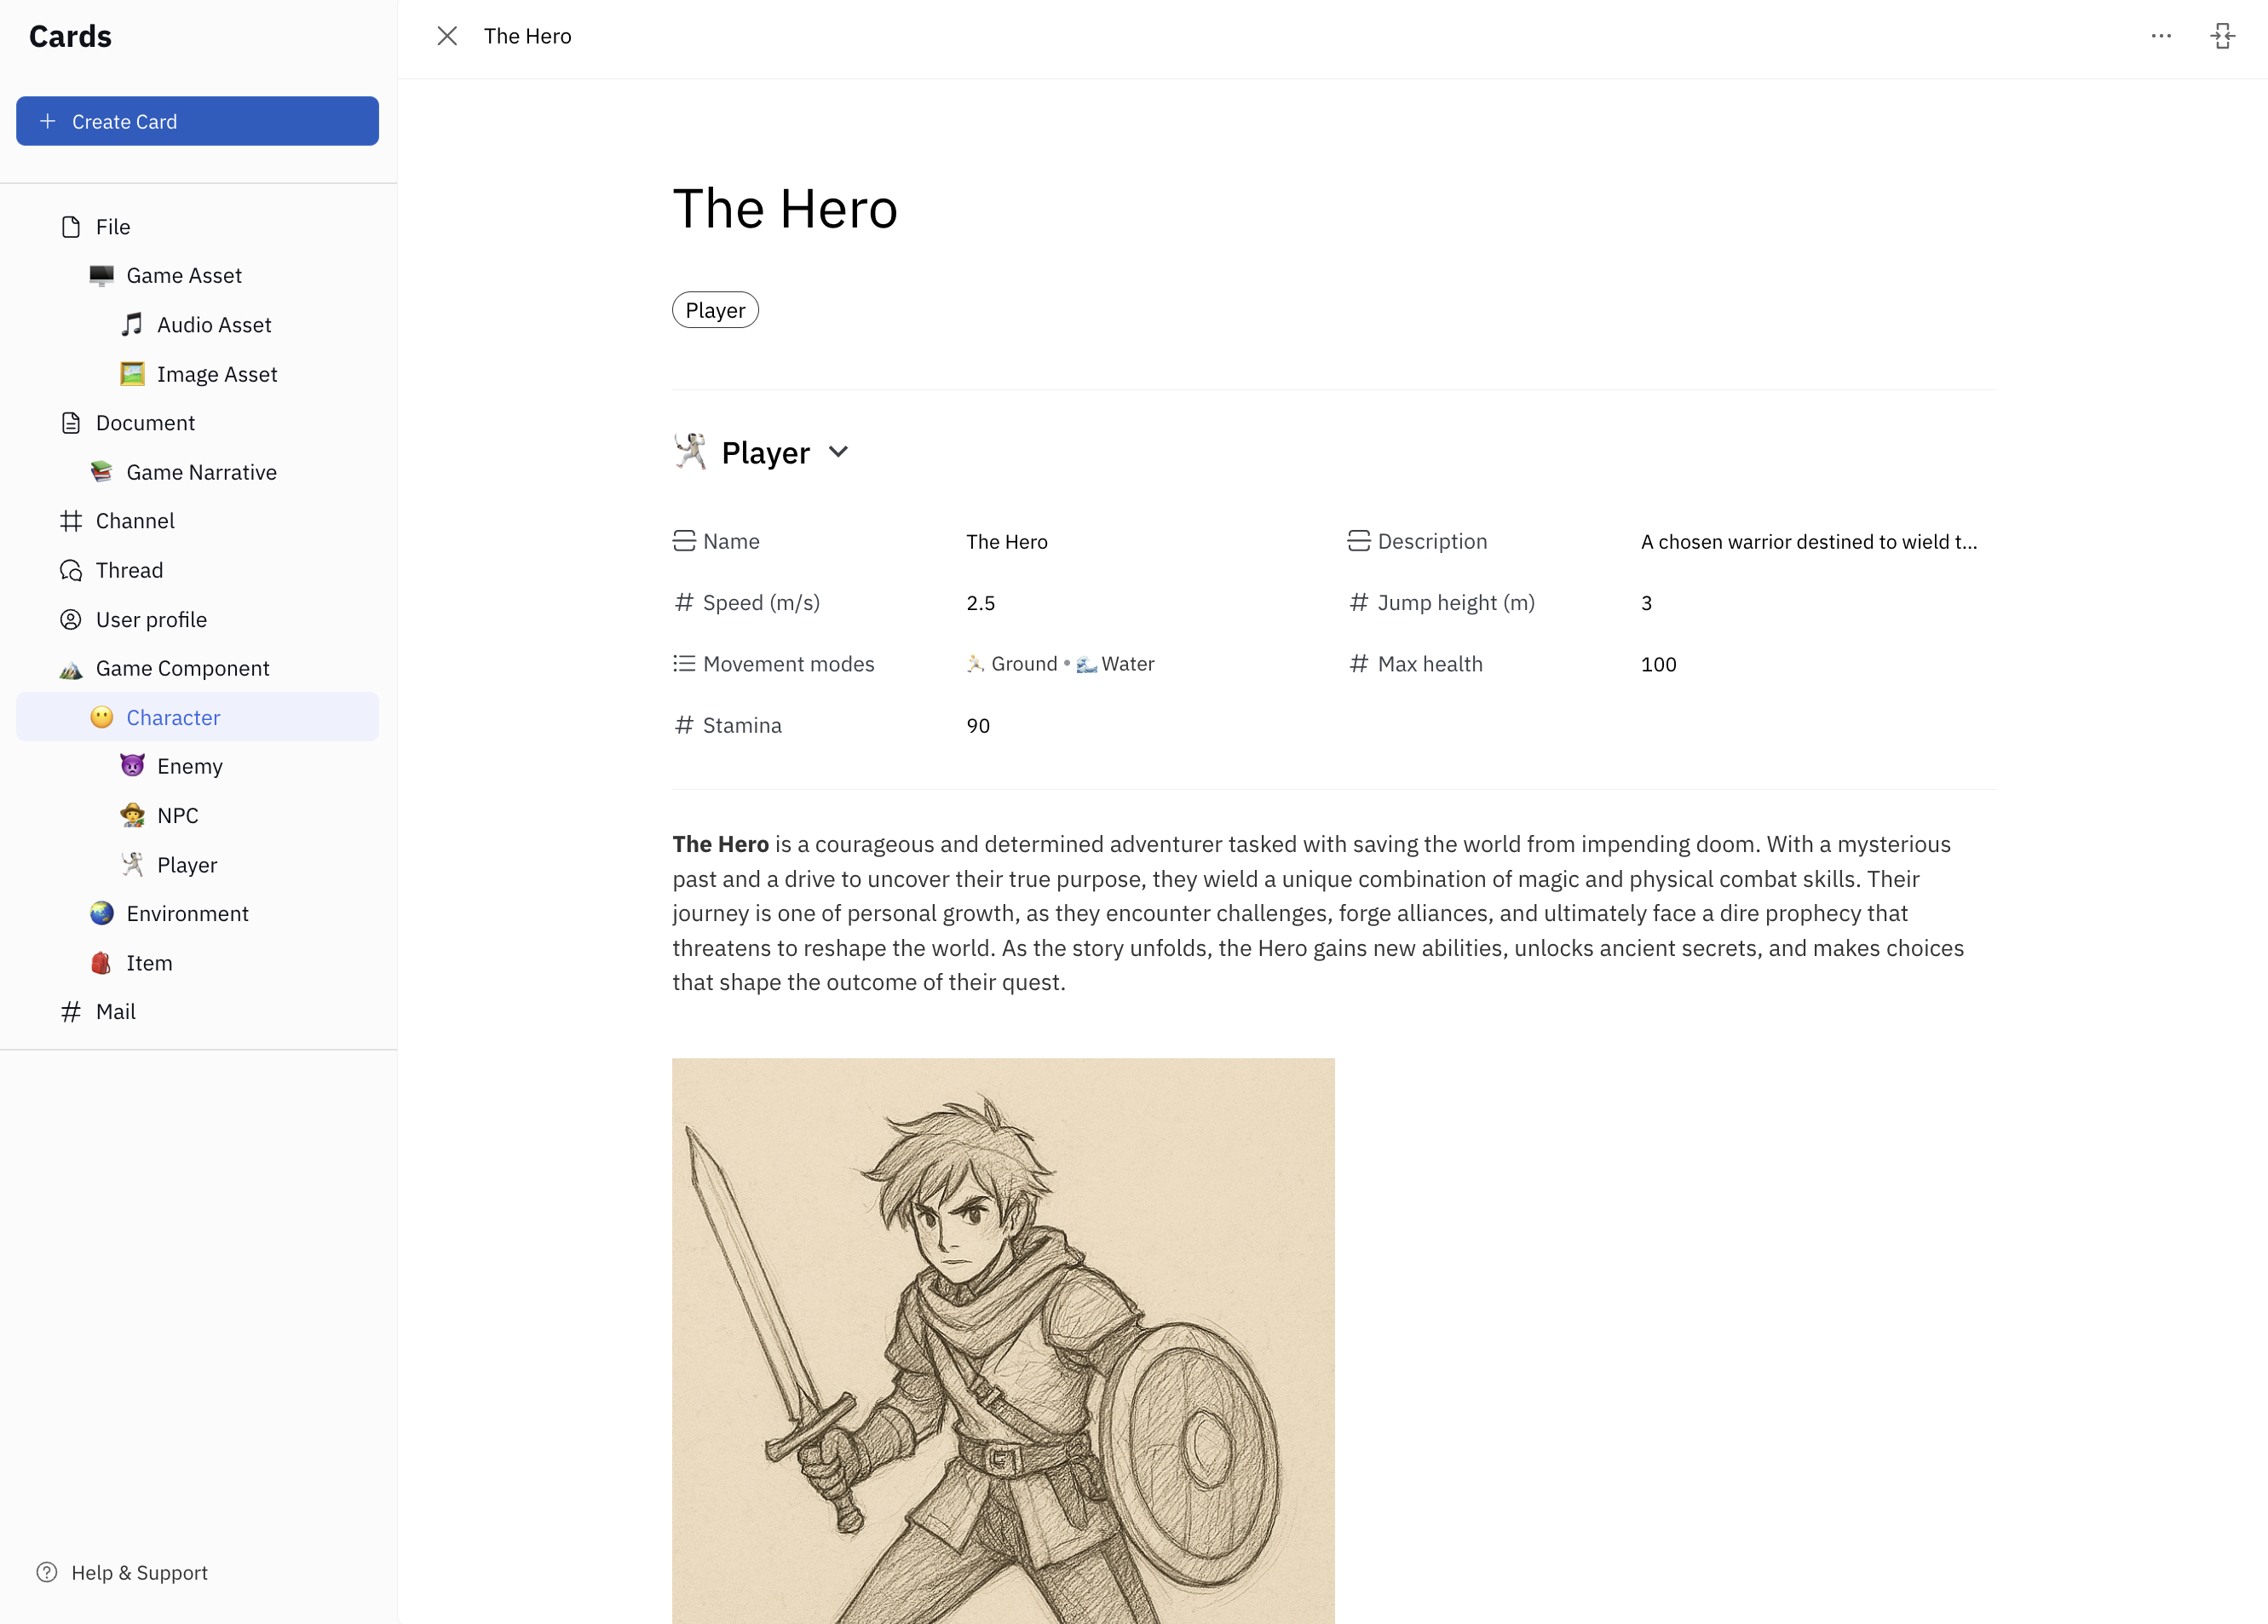 Cards
Create Card
File
Game Asset
Audio Asset
Image Asset
Document
Game Narrative
Channel
Thread
User profile
Game Component
Character
Enemy
NPC
Player
Environment
Item
Mail
Help & Support
The Hero
The Hero
Player
Player
Name The Hero Description A chosen warrior destined to wield t...
Speed (m/s) 2.5 Jump height (m) 3
Movement modes Ground • Water Max health 100
Stamina 90
The Hero is a courageous and determined adventurer tasked with saving the world from impending doom. With a mysterious
past and a drive to uncover their true purpose, they wield a unique combination of magic and physical combat skills. Their
journey is one of personal growth, as they encounter challenges, forge alliances, and ultimately face a dire prophecy that
threatens to reshape the world. As the story unfolds, the Hero gains new abilities, unlocks ancient secrets, and makes choices
that shape the outcome of their quest.